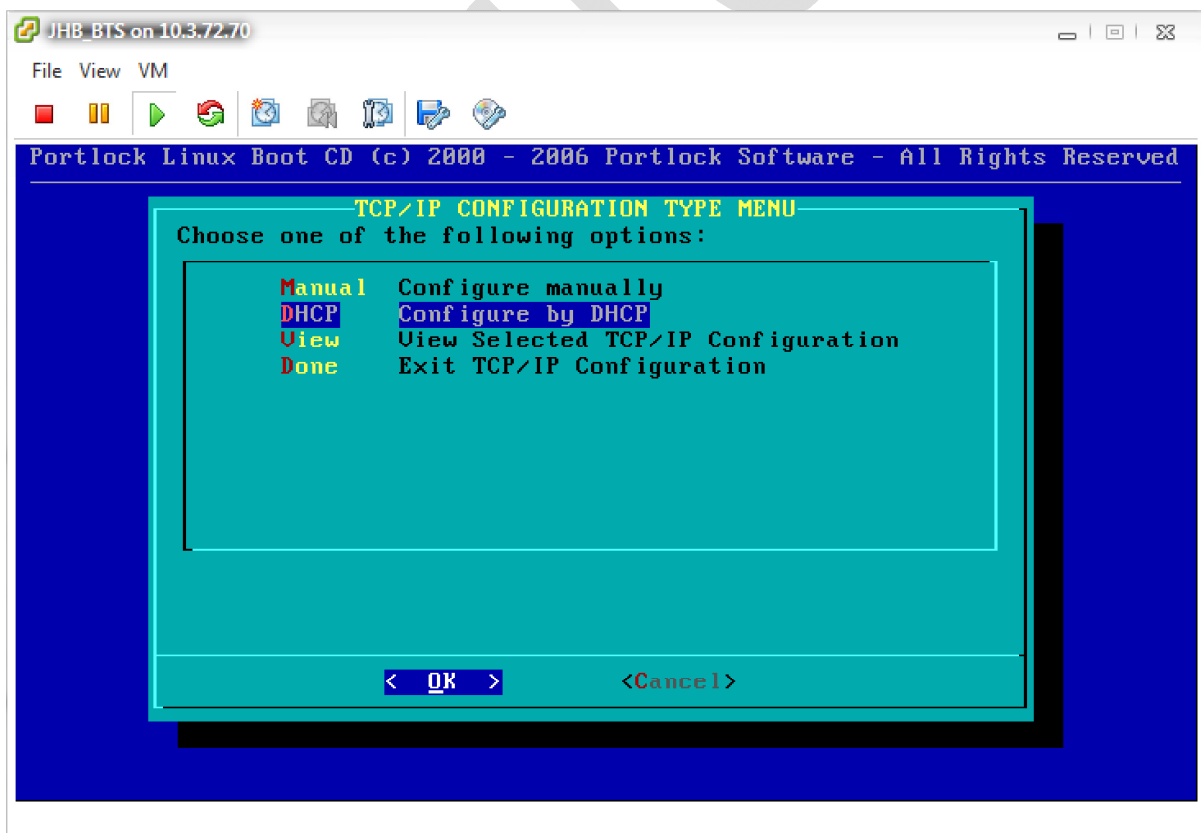 JHB_BTS on 10.3.72.70
File View VM
Portlock Linux Boot CD (c) 2000 - 2006 Portlock Software - All Rights Reserved
TCP/IP CONFIGURATION TYPE MENU
Choose one of the following options:
Manual Configure manually
DHCP Configure by DHCP
View View Selected TCP/IP Configuration
Done Exit TCP/IP Configuration
< OK > <Cancel>